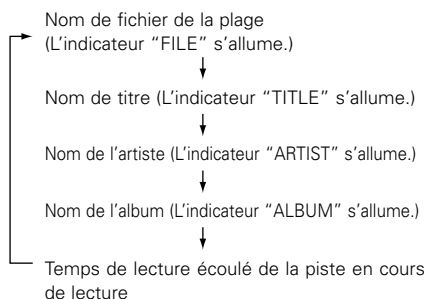 Nom de fichier de la plage
(L'indicateur “FILE” s'allume.)
Nom de titre (L'indicateur “TITLE” s'allume.)
Nom de l'artiste (L'indicateur “ARTIST” s'allume.)
Nom de l'album (L'indicateur “ALBUM” s'allume.)
Temps de lecture écoulé de la piste en cours
de lecture